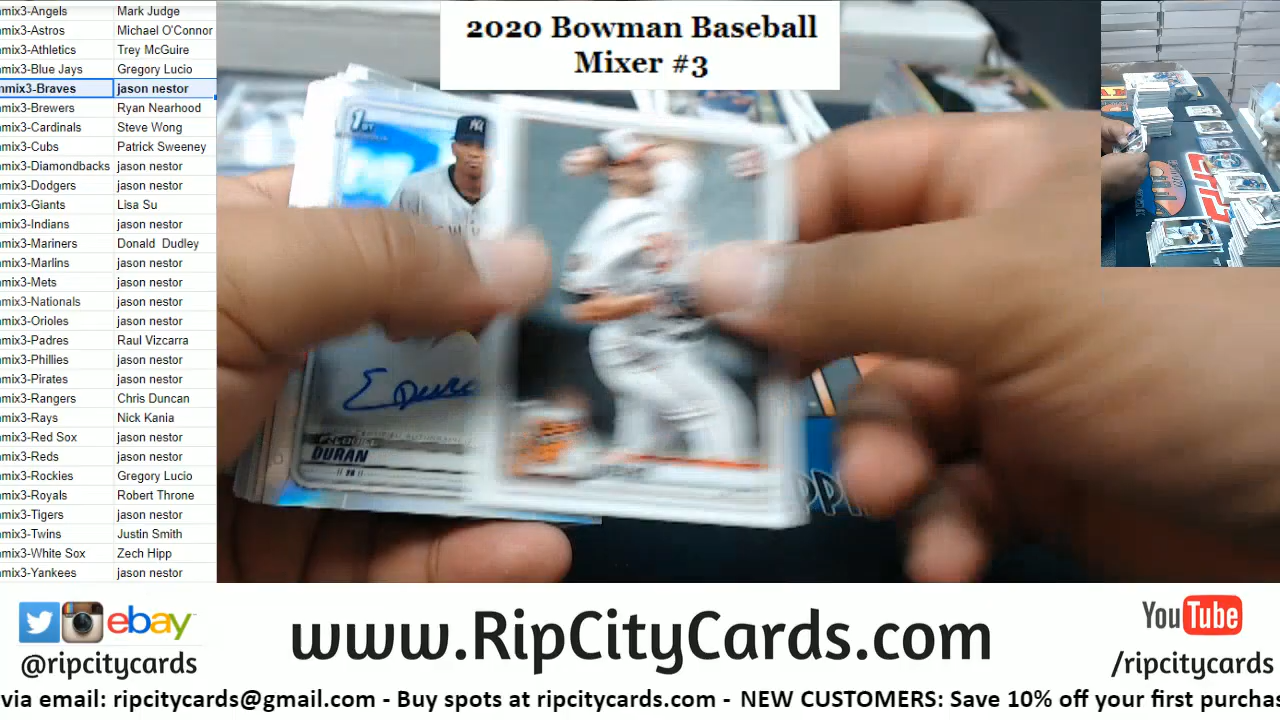 2020 Bowman Baseball
Mixer #3
mix3-Angels Mark Judge
mix3-Astros Michael O'Connor
mix3-Athletics Trey McGuire
mix3-Blue Jays Gregory Lucio
mix3-Braves jason nestor
mix3-Brewers Ryan Nearhood
mix3-Cardinals Steve Wong
mix3-Cubs Patrick Sweeney
mix3-Diamondbacks jason nestor
mix3-Dodgers jason nestor
mix3-Giants Lisa Su
mix3-Indians jason nestor
mix3-Mariners Donald Dudley
mix3-Marlins jason nestor
mix3-Mets jason nestor
mix3-Nationals jason nestor
mix3-Orioles jason nestor
mix3-Padres Raul Vizcarra
mix3-Phillies jason nestor
mix3-Pirates jason nestor
mix3-Rangers Chris Duncan
mix3-Rays Nick Kania
mix3-Red Sox jason nestor
mix3-Reds jason nestor
mix3-Rockies Gregory Lucio
mix3-Royals Robert Throne
mix3-Tigers jason nestor
mix3-Twins Justin Smith
mix3-White Sox Zech Hipp
mix3-Yankees jason nestor
1ST
E Dura
DURAN
ebay
@ripcitycards
www.RipCityCards.com
YouTube
/ripcitycards
via email: ripcitycards@gmail.com - Buy spots at ripcitycards.com - NEW CUSTOMERS: Save 10% off your first purchas